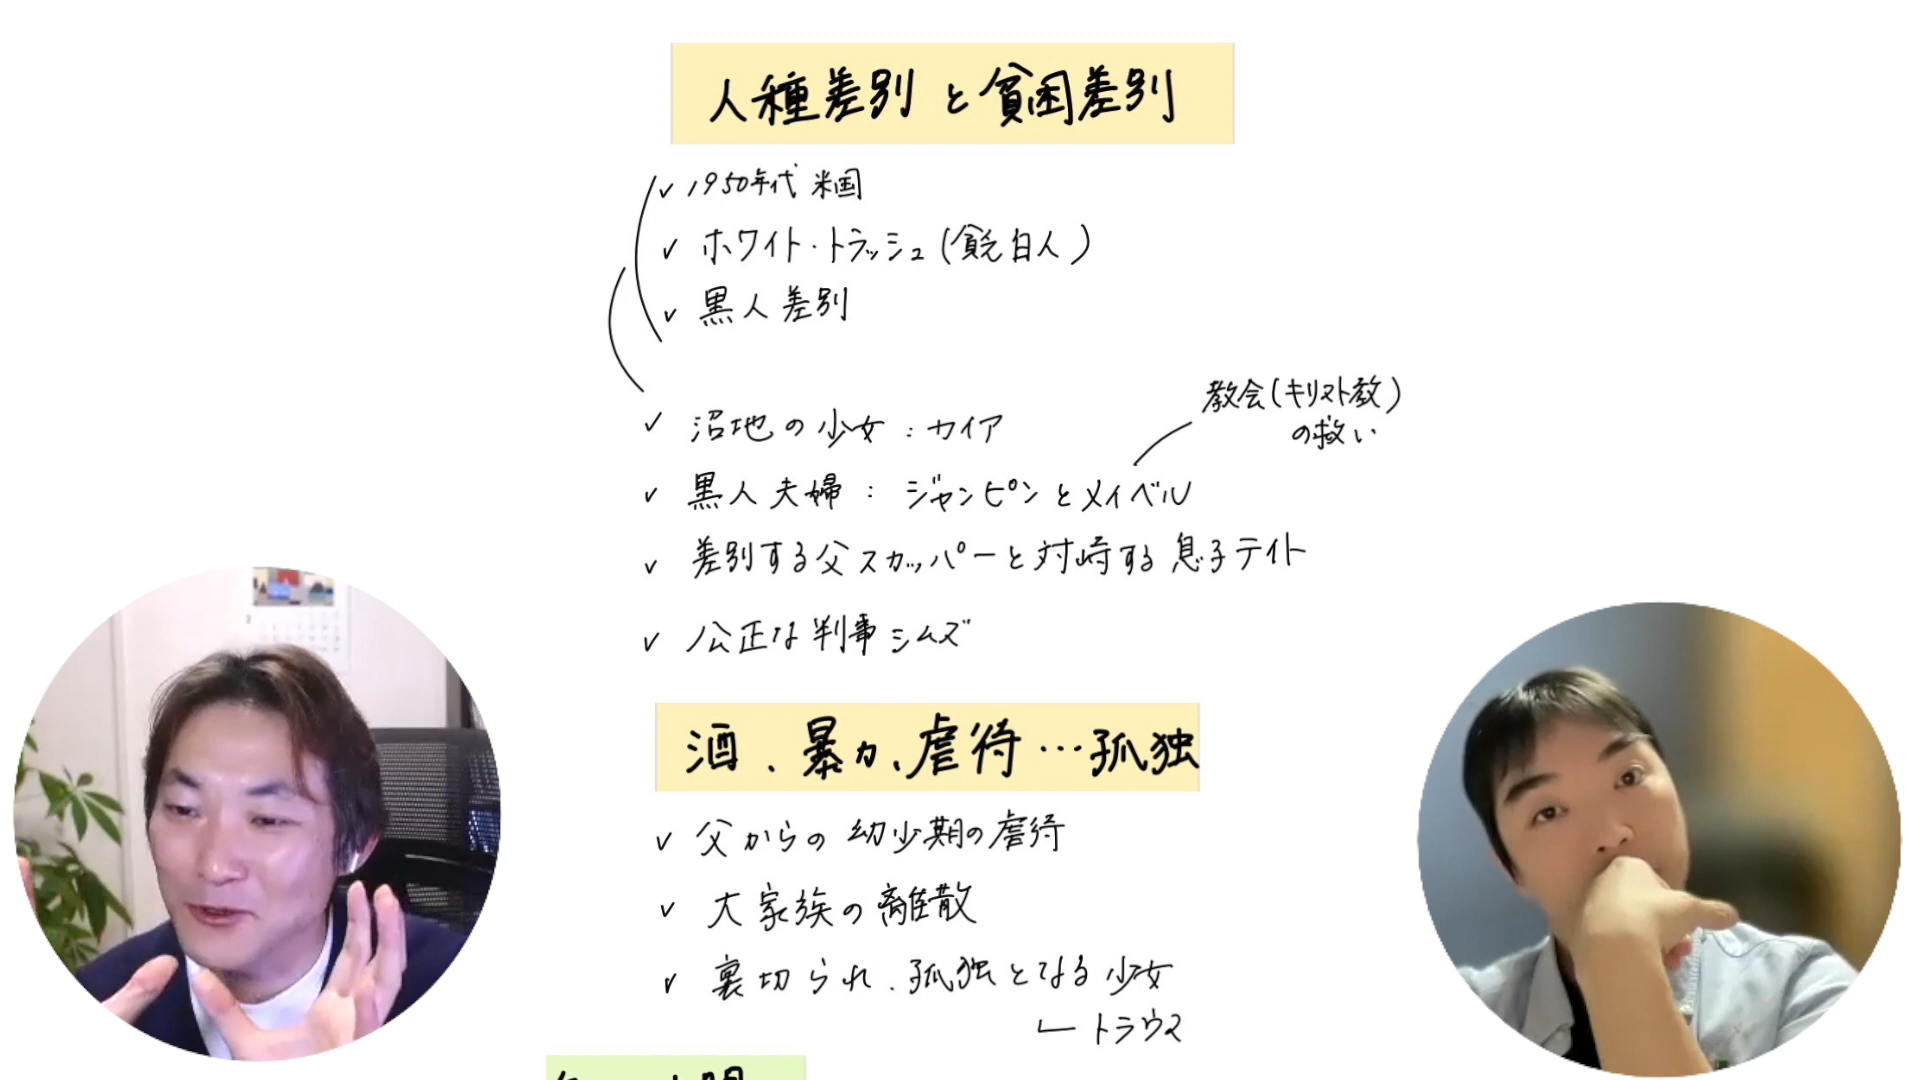 人種差別と貧困差別
✓ 1950年代 米国
✓ ホワイト・トラッシュ(貧乏白人)
✓ 黒人差別
教会(キリスト教)
の救い
✓ 沼地の少女:カイア
✓ 黒人夫婦:ジャンピンとメイベル
✓ 差別する父スカッパーと対峙する息子テイト
✓ 公正な判事シムズ
酒、暴力、虐待…孤独
✓ 父からの幼少期の虐待
✓ 大家族の離散
✓ 裏切られ、孤独となる少女
トラウマ